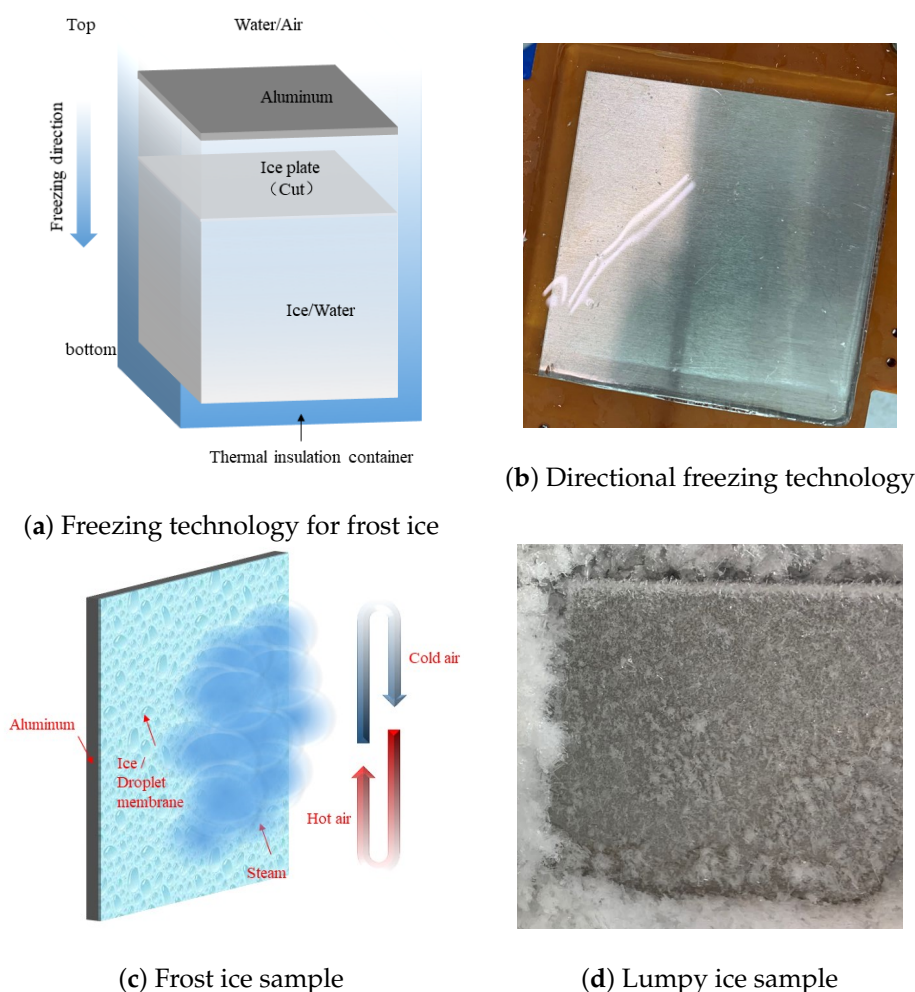 Top
Water/Air
Aluminum
Freezing direction
Ice plate
（Cut）
Ice/Water
bottom
Thermal insulation container
(b) Directional freezing technology
(a) Freezing technology for frost ice
Cold air
Aluminum
Ice /
Droplet
membrane
Hot air
Steam
(c) Frost ice sample
(d) Lumpy ice sample